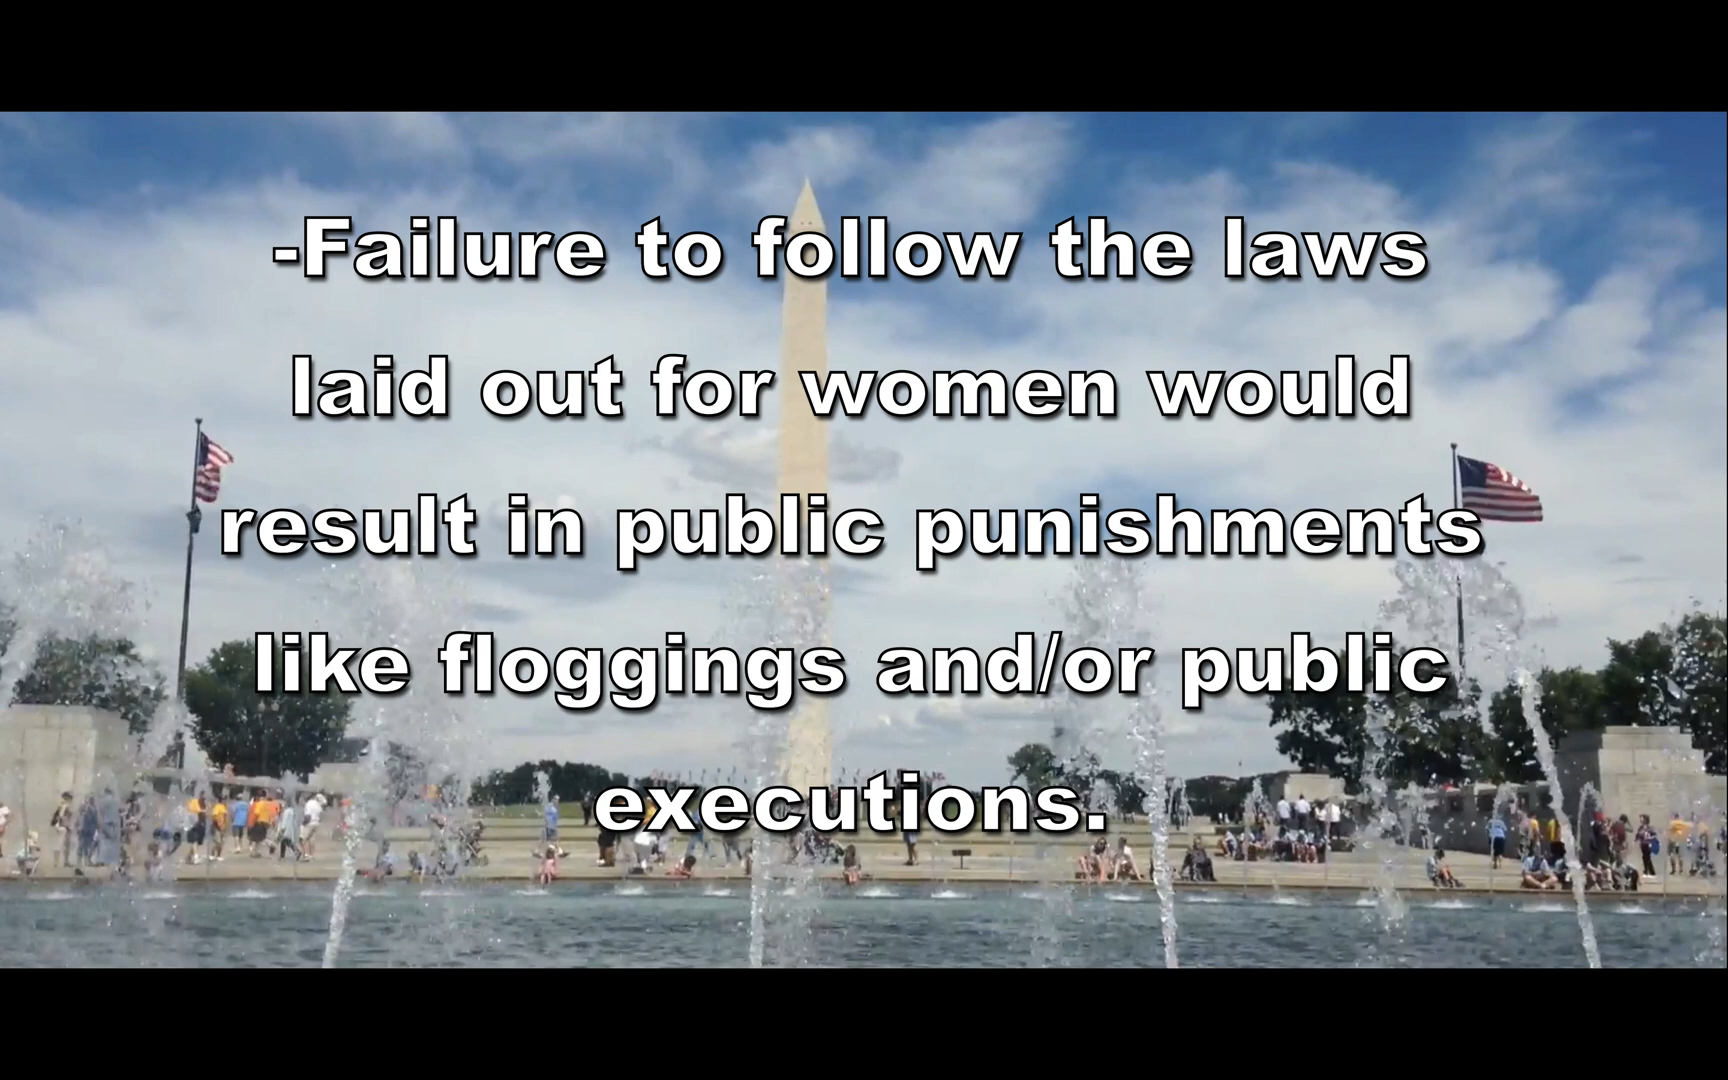 -Failure to follow the laws
laid out for women would
result in public punishments
like floggings and/or public
executions.